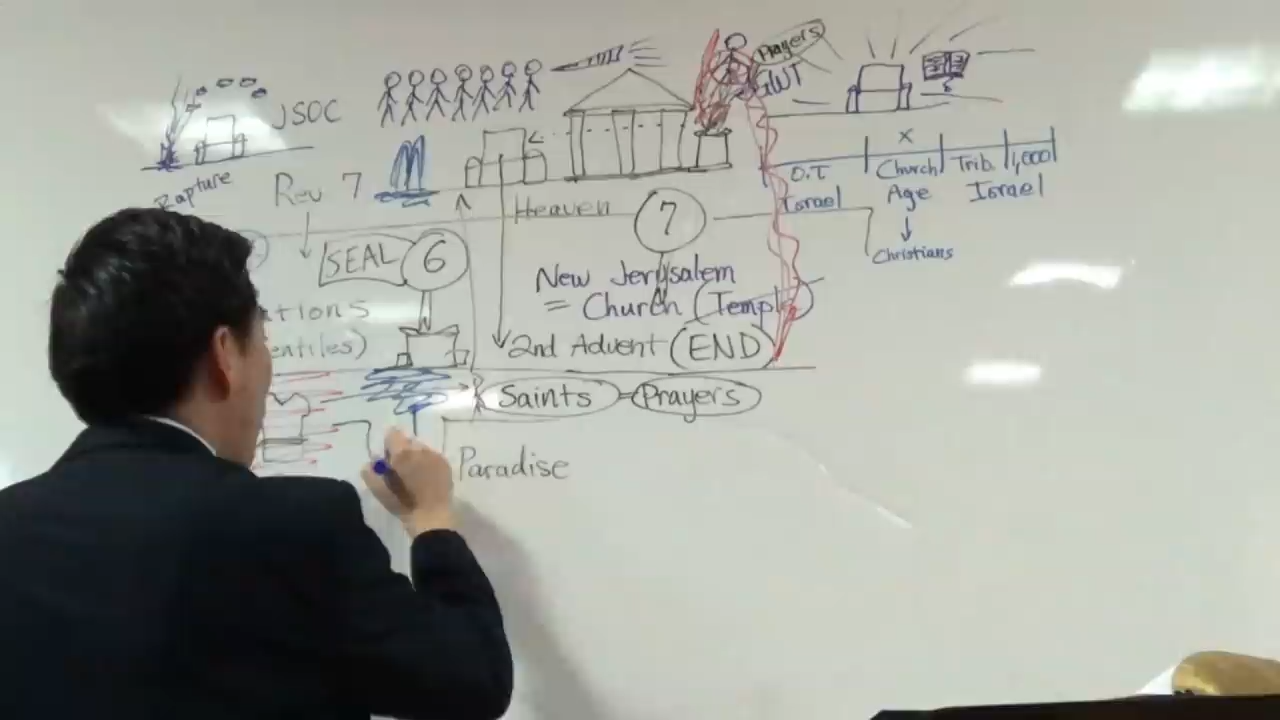 Prayers
GWT
JSOC
Rapture
Rev 7
Heaven
7
O.T
Israel
x
Church
Age
Christians
Trib.
1,000
Israel
SEAL 6
New Jerusalem
= Church (Temple)
2nd Advent (END)
Saints = Prayers
Paradise